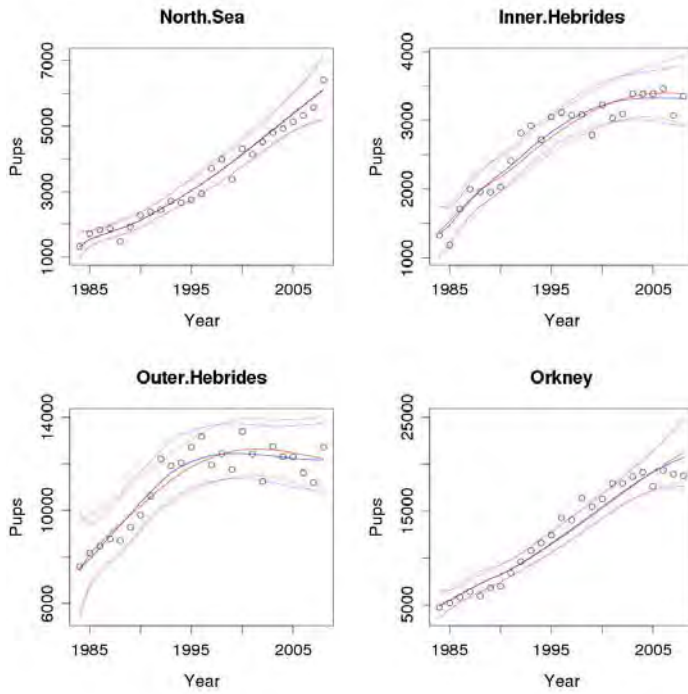 North.Sea
Pups
1000
3000
5000
7000
1985
1995
2005
Year
Inner.Hebrides
Pups
1000
2000
3000
4000
1985
1995
2005
Year
Outer.Hebrides
Pups
6000
10000
14000
1985
1995
2005
Year
Orkney
Pups
5000
15000
25000
1985
1995
2005
Year